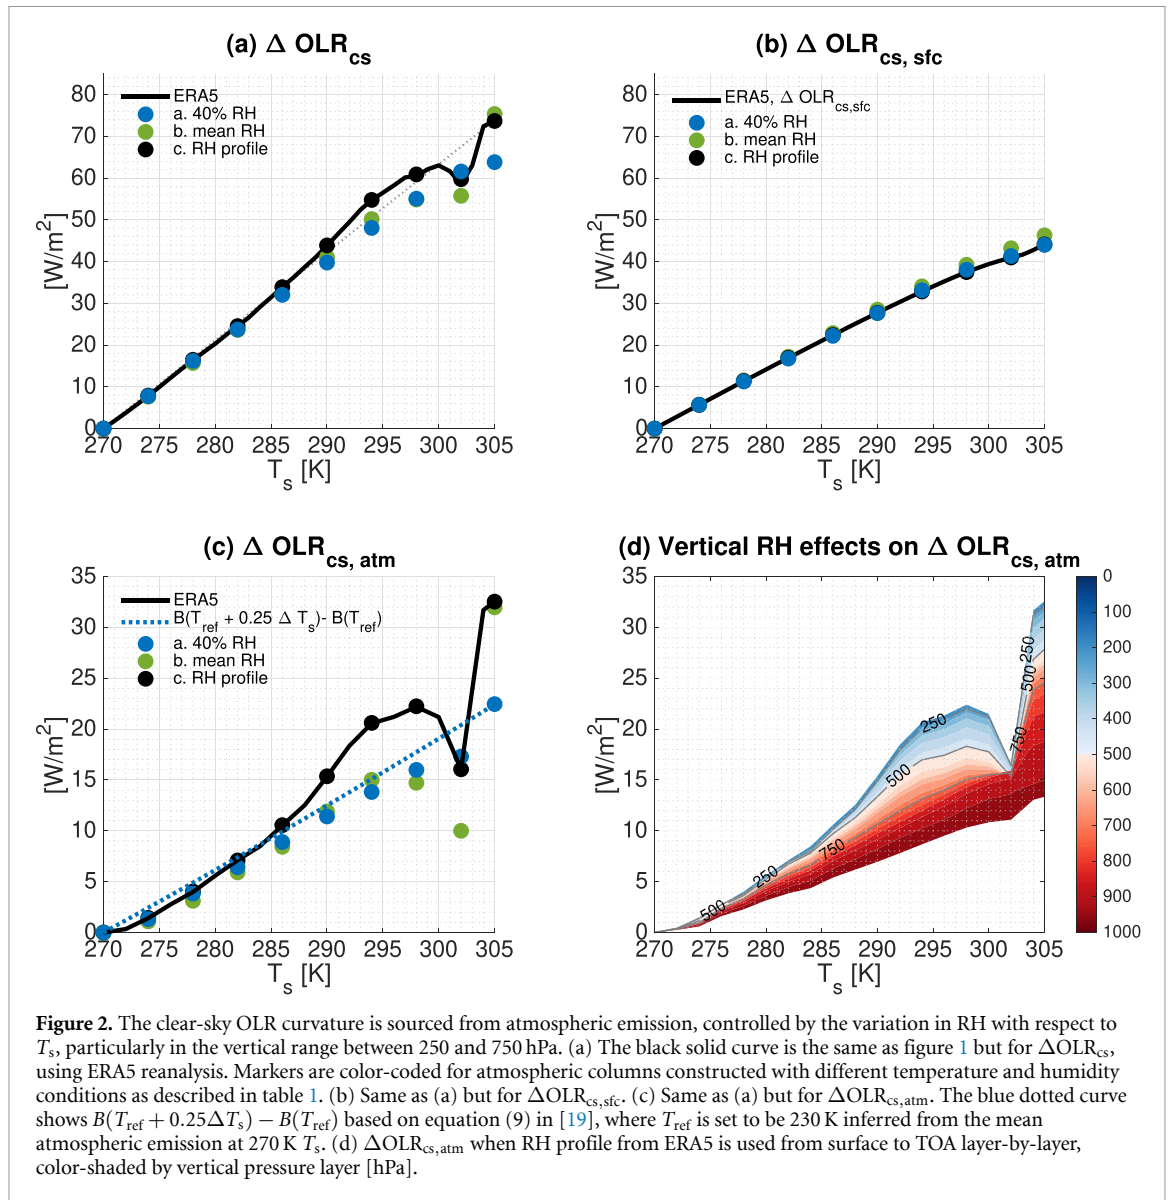 (a) Δ OLR_cs
80
70
60
50
40
30
20
10
0
[W/m²]
ERA5
a. 40% RH
b. mean RH
c. RH profile
270 275 280 285 290 295 300 305
T_s [K]
(b) Δ OLR_cs, sfc
80
70
60
50
40
30
20
10
0
[W/m²]
ERA5, Δ OLR_cs,sfc
a. 40% RH
b. mean RH
c. RH profile
270 275 280 285 290 295 300 305
T_s [K]
(c) Δ OLR_cs, atm
35
30
25
20
15
10
5
0
[W/m²]
ERA5
B(T_ref + 0.25 Δ T_s)- B(T_ref)
a. 40% RH
b. mean RH
c. RH profile
270 275 280 285 290 295 300 305
T_s [K]
(d) Vertical RH effects on Δ OLR_cs, atm
35
30
25
20
15
10
5
0
[W/m²]
500
250
750
500
250
750
500
250
270 275 280 285 290 295 300 305
T_s [K]
0
100
200
300
400
500
600
700
800
900
1000
Figure 2. The clear-sky OLR curvature is sourced from atmospheric emission, controlled by the variation in RH with respect to
T_s, particularly in the vertical range between 250 and 750 hPa. (a) The black solid curve is the same as figure 1 but for ΔOLR_cs,
using ERA5 reanalysis. Markers are color-coded for atmospheric columns constructed with different temperature and humidity
conditions as described in table 1. (b) Same as (a) but for ΔOLR_cs,sfc. (c) Same as (a) but for ΔOLR_cs,atm. The blue dotted curve
shows B(T_ref + 0.25ΔT_s) − B(T_ref) based on equation (9) in [19], where T_ref is set to be 230 K inferred from the mean
atmospheric emission at 270 K T_s. (d) ΔOLR_cs,atm when RH profile from ERA5 is used from surface to TOA layer-by-layer,
color-shaded by vertical pressure layer [hPa].